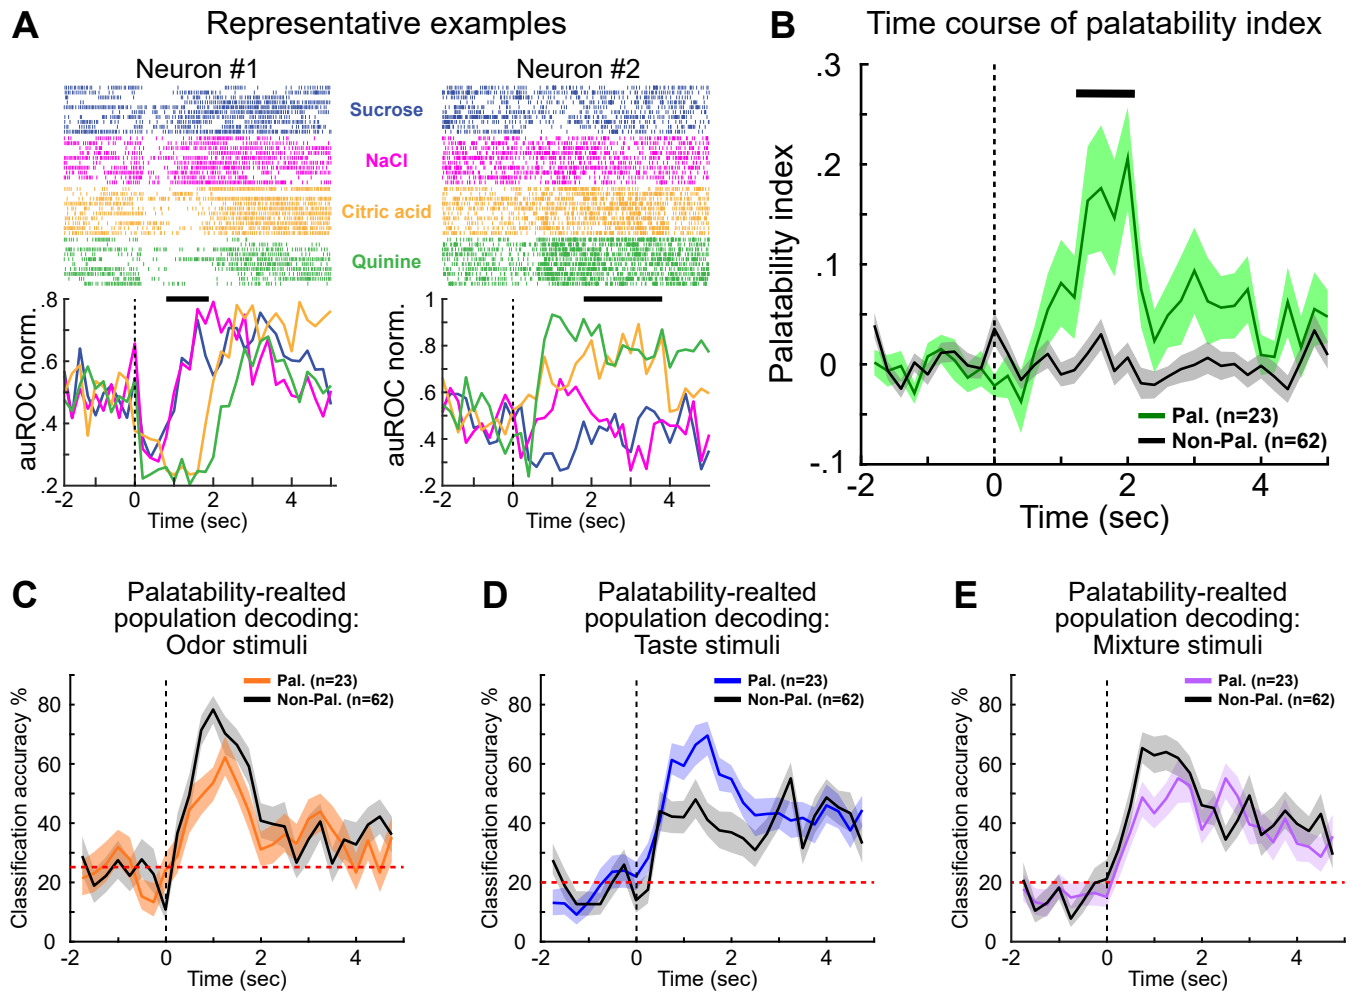 A
Representative examples
Neuron #1
Neuron #2
Sucrose
NaCl
Citric acid
Quinine
auROC norm.
.8
.6
.4
.2
-2
0
2
4
Time (sec)
auROC norm.
1
.8
.6
.4
.2
-2
0
2
4
Time (sec)
B
Time course of palatability index
Palatability index
.3
.2
.1
0
-.1
-2
0
2
4
Time (sec)
Pal. (n=23)
Non-Pal. (n=62)
C
Palatability-realted
population decoding:
Odor stimuli
Pal. (n=23)
Non-Pal. (n=62)
Classification accuracy %
80
60
40
20
0
-2
0
2
4
Time (sec)
D
Palatability-realted
population decoding:
Taste stimuli
Pal. (n=23)
Non-Pal. (n=62)
Classification accuracy %
80
60
40
20
0
-2
0
2
4
Time (sec)
E
Palatability-realted
population decoding:
Mixture stimuli
Pal. (n=23)
Non-Pal. (n=62)
Classification accuracy %
80
60
40
20
0
-2
0
2
4
Time (sec)